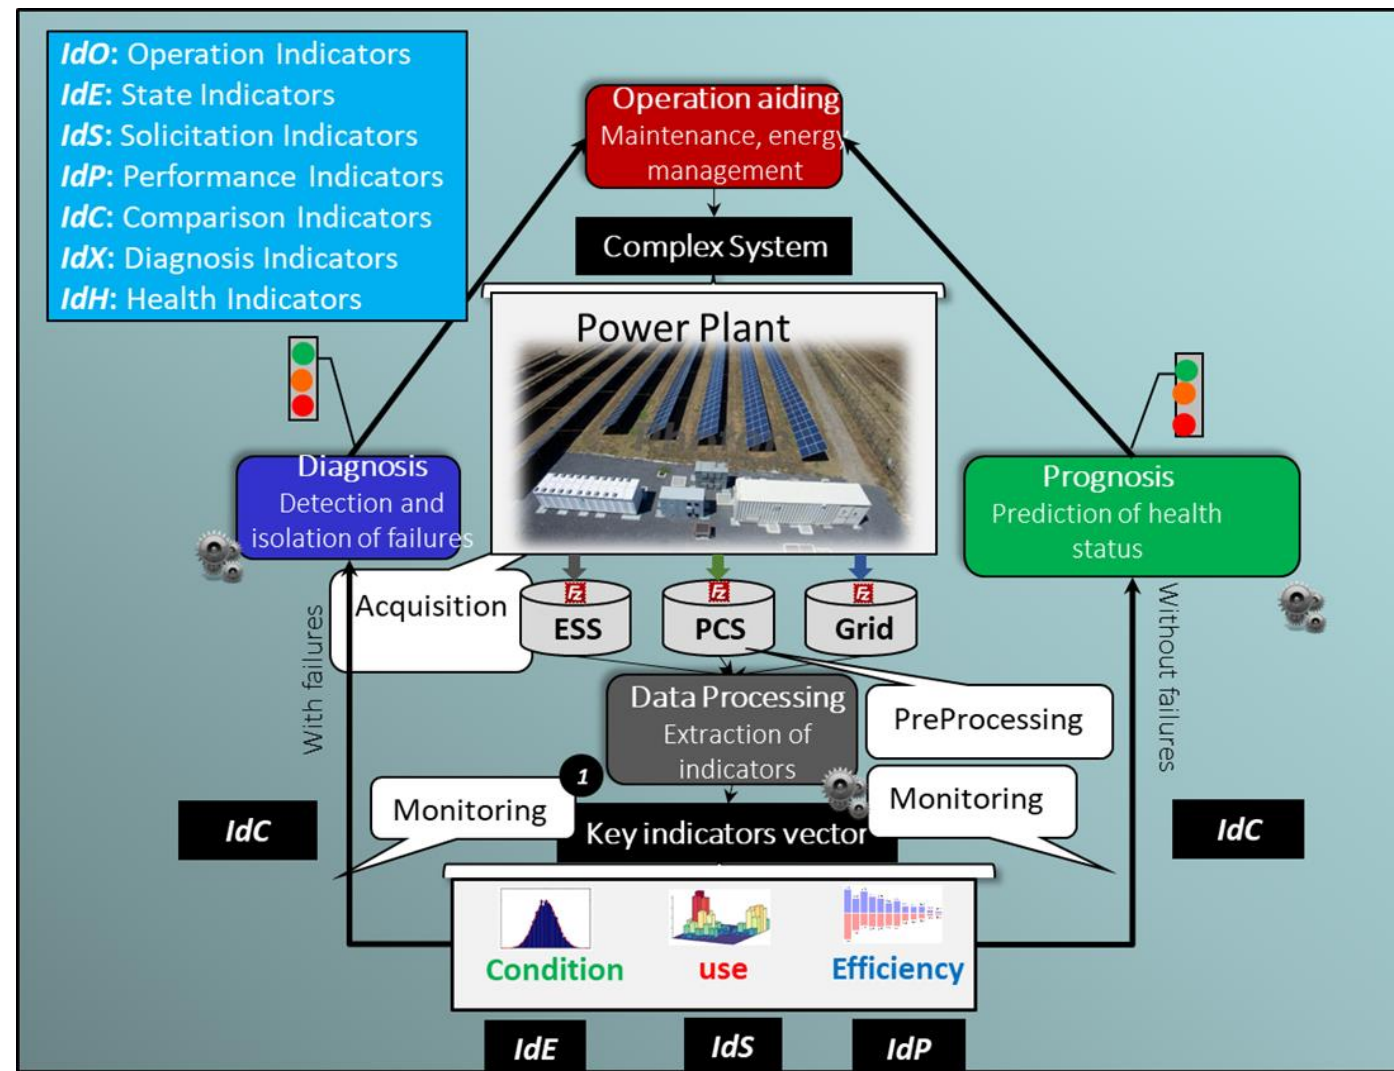 IdO: Operation Indicators
IdE: State Indicators
IdS: Solicitation Indicators
IdP: Performance Indicators
IdC: Comparison Indicators
IdX: Diagnosis Indicators
IdH: Health Indicators
Operation aiding
Maintenance, energy
management
Complex System
Power Plant
Diagnosis
Detection and
isolation of failures
Prognosis
Prediction of health
status
Acquisition
Fz
ESS
Fz
PCS
Fz
Grid
With failures
Without failures
Data Processing
Extraction of
indicators
PreProcessing
1
Monitoring
Monitoring
Key indicators vector
IdC
IdC
Condition
use
Efficiency
IdE
IdS
IdP